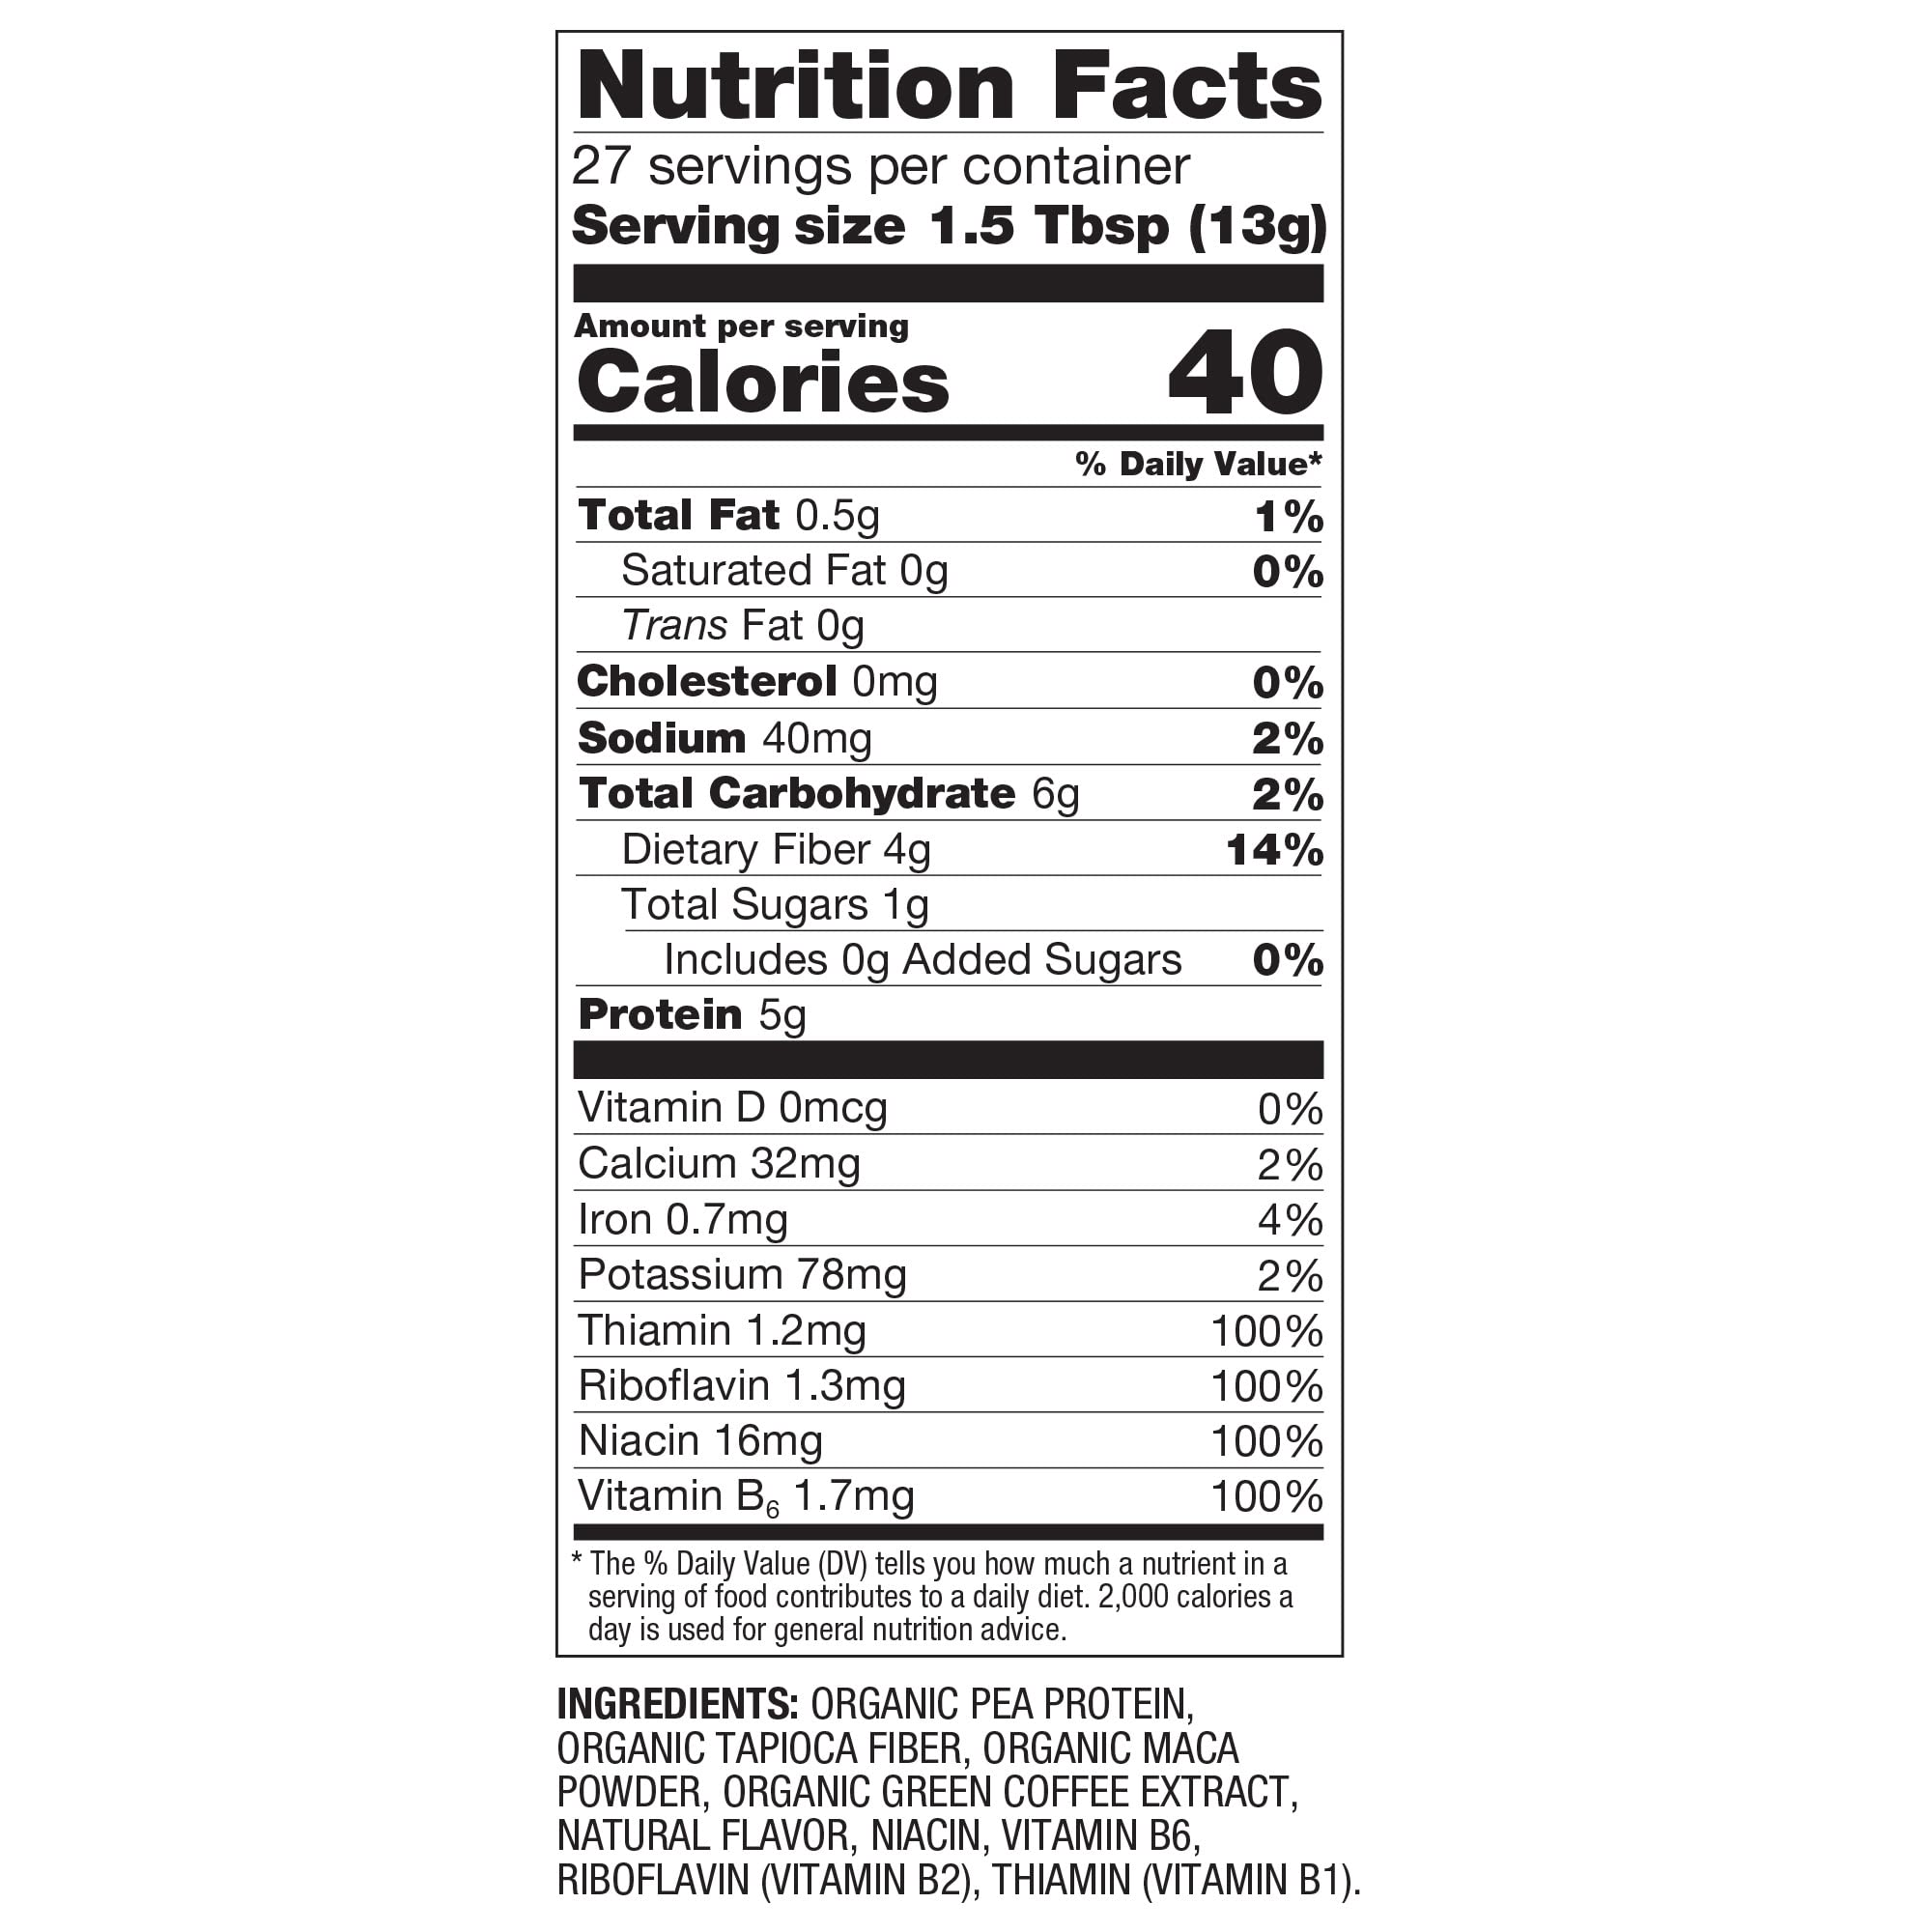 Nutrition Facts
27 servings per container
Serving size 1.5 Tbsp (13g)
Amount per serving
Calories 40
% Daily Value*
Total Fat 0.5g 1%
Saturated Fat 0g 0%
Trans Fat 0g
Cholesterol 0mg 0%
Sodium 40mg 2%
Total Carbohydrate 6g 2%
Dietary Fiber 4g 14%
Total Sugars 1g
Includes 0g Added Sugars 0%
Protein 5g
Vitamin D 0mcg 0%
Calcium 32mg 2%
Iron 0.7mg 4%
Potassium 78mg 2%
Thiamin 1.2mg 100%
Riboflavin 1.3mg 100%
Niacin 16mg 100%
Vitamin B₆ 1.7mg 100%
* The % Daily Value (DV) tells you how much a nutrient in a
serving of food contributes to a daily diet. 2,000 calories a
day is used for general nutrition advice.
INGREDIENTS: ORGANIC PEA PROTEIN,
ORGANIC TAPIOCA FIBER, ORGANIC MACA
POWDER, ORGANIC GREEN COFFEE EXTRACT,
NATURAL FLAVOR, NIACIN, VITAMIN B6,
RIBOFLAVIN (VITAMIN B2), THIAMIN (VITAMIN B1).